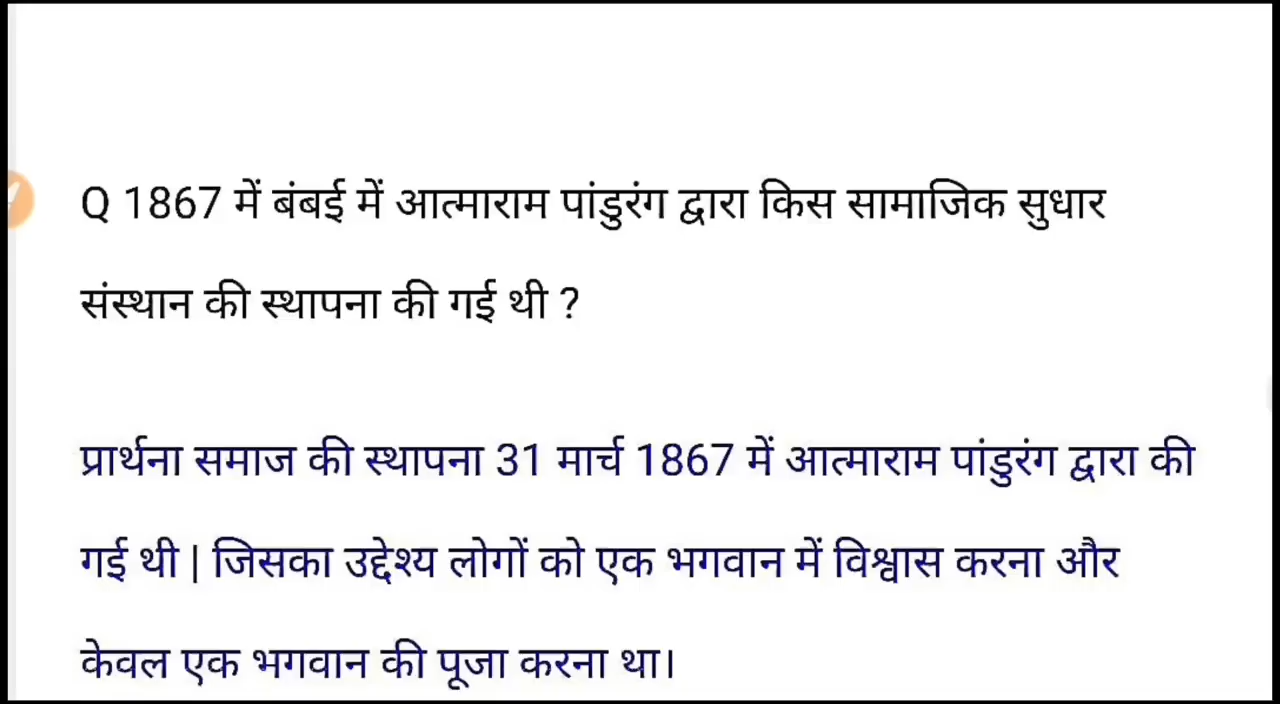 Q 1867 में बंबई में आत्माराम पांडुरंग द्वारा किस सामाजिक सुधार
संस्थान की स्थापना की गई थी ?
प्रार्थना समाज की स्थापना 31 मार्च 1867 में आत्माराम पांडुरंग द्वारा की
गई थी | जिसका उद्देश्य लोगों को एक भगवान में विश्वास करना और
केवल एक भगवान की पूजा करना था।